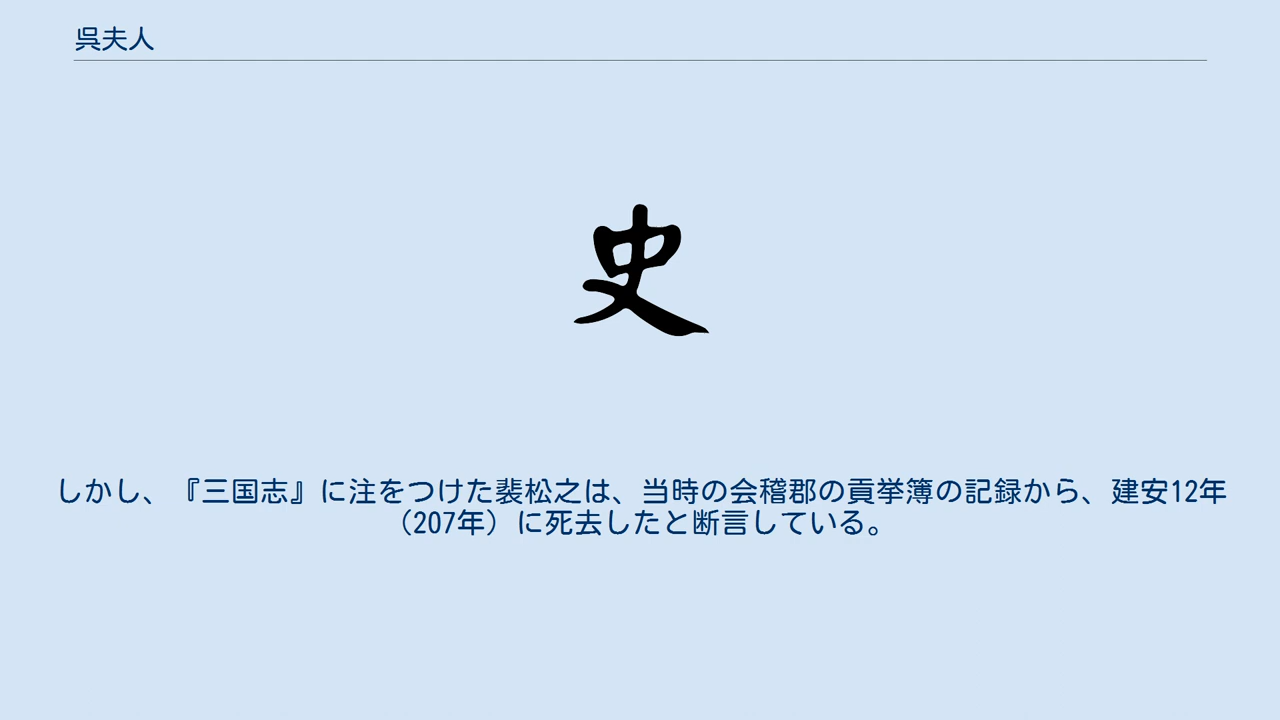 呉夫人
史
しかし、『三国志』に注をつけた裴松之は、当時の会稽郡の貢挙簿の記録から、建安12年
（207年）に死去したと断言している。